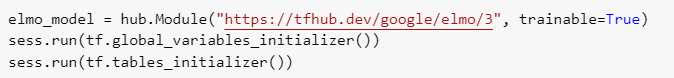 elmo_model = hub.Module("https://tfhub.dev/google/elmo/3", trainable=True)
sess.run(tf.global_variables_initializer())
sess.run(tf.tables_initializer())